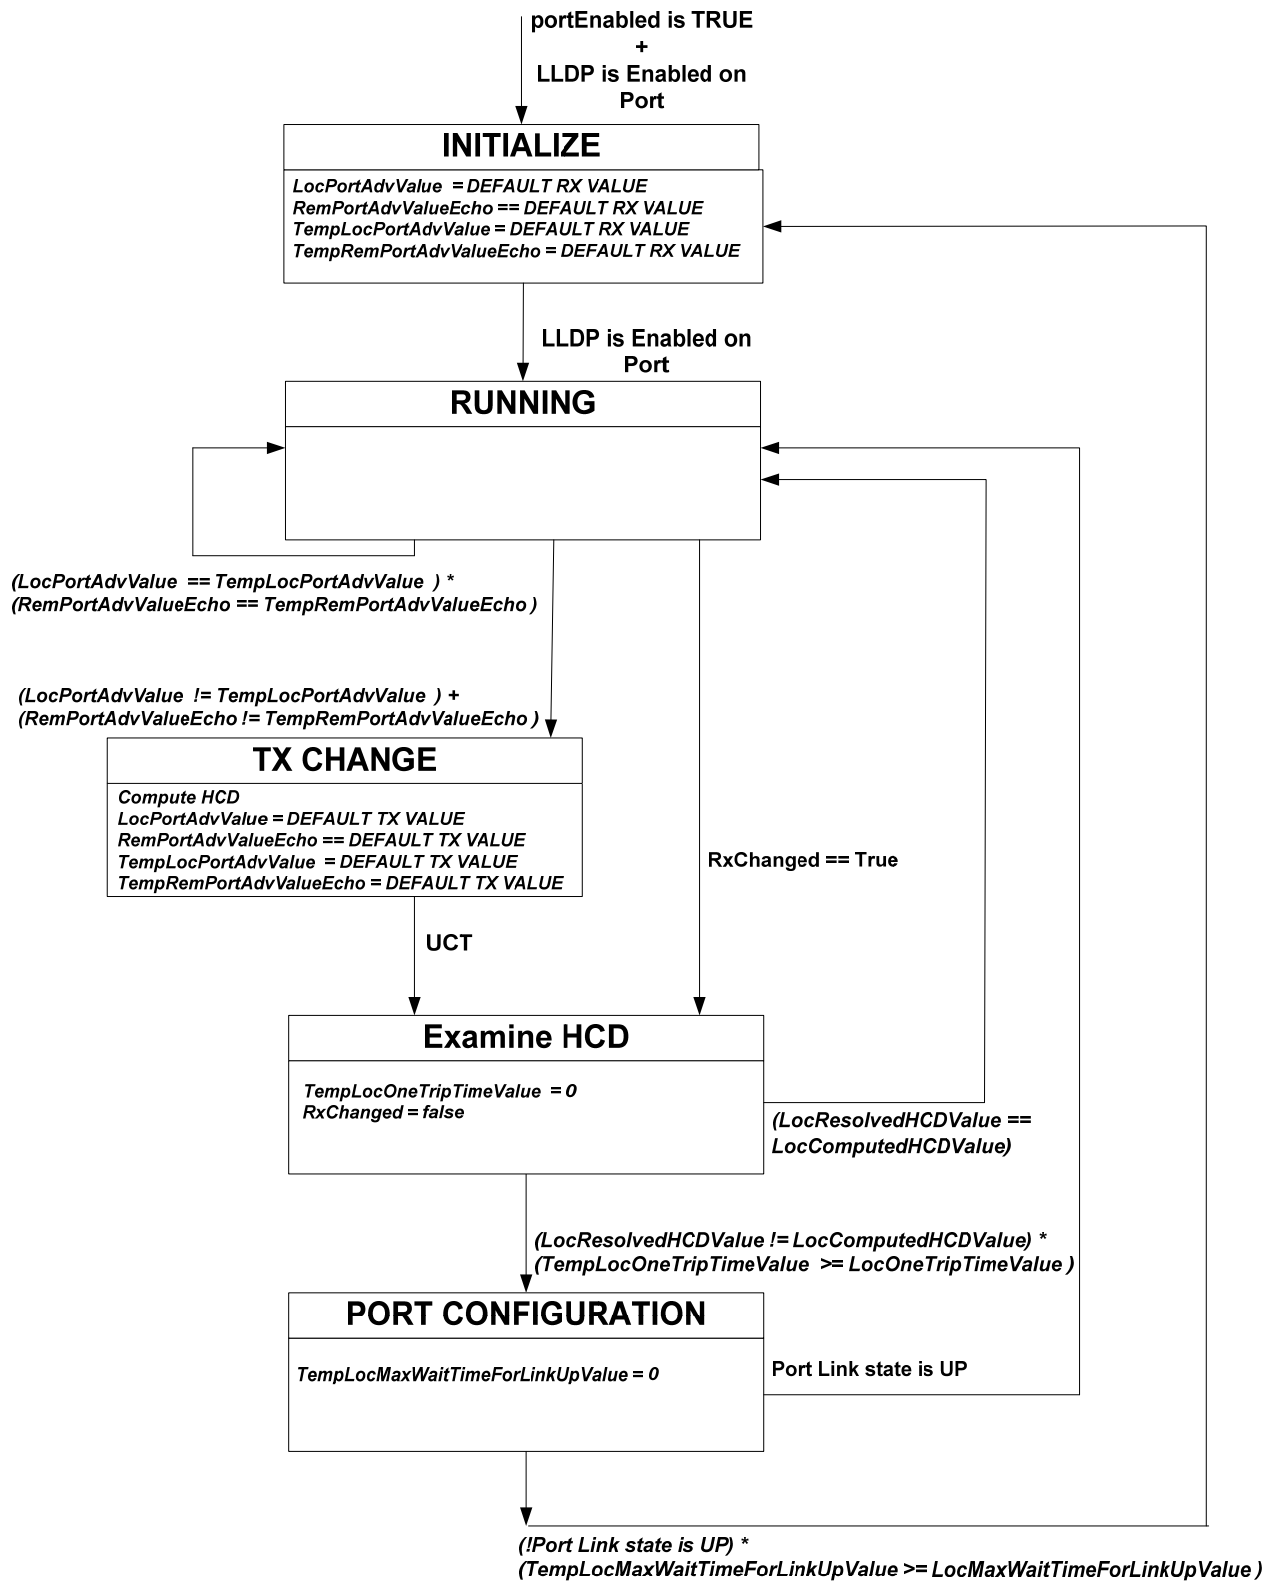 portEnabled is TRUE
+
LLDP is Enabled on
Port
INITIALIZE
LocPortAdvValue = DEFAULT RX VALUE
RemPortAdvValueEcho == DEFAULT RX VALUE
TempLocPortAdvValue = DEFAULT RX VALUE
TempRemPortAdvValueEcho = DEFAULT RX VALUE
LLDP is Enabled on
Port
RUNNING
(LocPortAdvValue == TempLocPortAdvValue ) *
(RemPortAdvValueEcho == TempRemPortAdvValueEcho )
(LocPortAdvValue != TempLocPortAdvValue ) +
(RemPortAdvValueEcho != TempRemPortAdvValueEcho )
TX CHANGE
Compute HCD
LocPortAdvValue = DEFAULT TX VALUE
RemPortAdvValueEcho == DEFAULT TX VALUE
TempLocPortAdvValue = DEFAULT TX VALUE
TempRemPortAdvValueEcho = DEFAULT TX VALUE
RxChanged == True
UCT
Examine HCD
TempLocOneTripTimeValue = 0
RxChanged = false
(LocResolvedHCDValue ==
LocComputedHCDValue)
(LocResolvedHCDValue != LocComputedHCDValue) *
(TempLocOneTripTimeValue >= LocOneTripTimeValue )
PORT CONFIGURATION
TempLocMaxWaitTimeForLinkUpValue = 0
Port Link state is UP
(!Port Link state is UP) *
(TempLocMaxWaitTimeForLinkUpValue >= LocMaxWaitTimeForLinkUpValue )